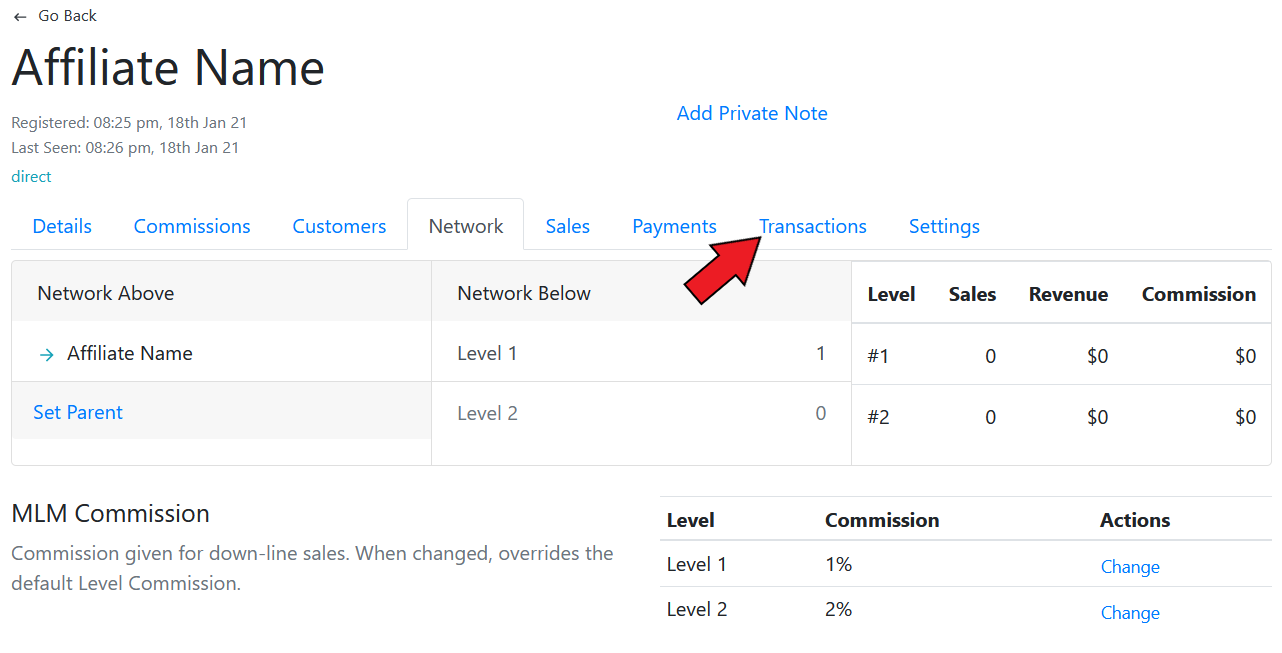 ← Go Back
Affiliate Name
Registered: 08:25 pm, 18th Jan 21
Last Seen: 08:26 pm, 18th Jan 21
direct
Add Private Note
Details Commissions Customers Network Sales Payments Transactions Settings
Network Above Network Below Level Sales Revenue Commission
→ Affiliate Name Level 1 1 #1 0 $0 $0
Set Parent Level 2 0 #2 0 $0 $0
MLM Commission
Commission given for down-line sales. When changed, overrides the
default Level Commission.
Level Commission Actions
Level 1 1% Change
Level 2 2% Change